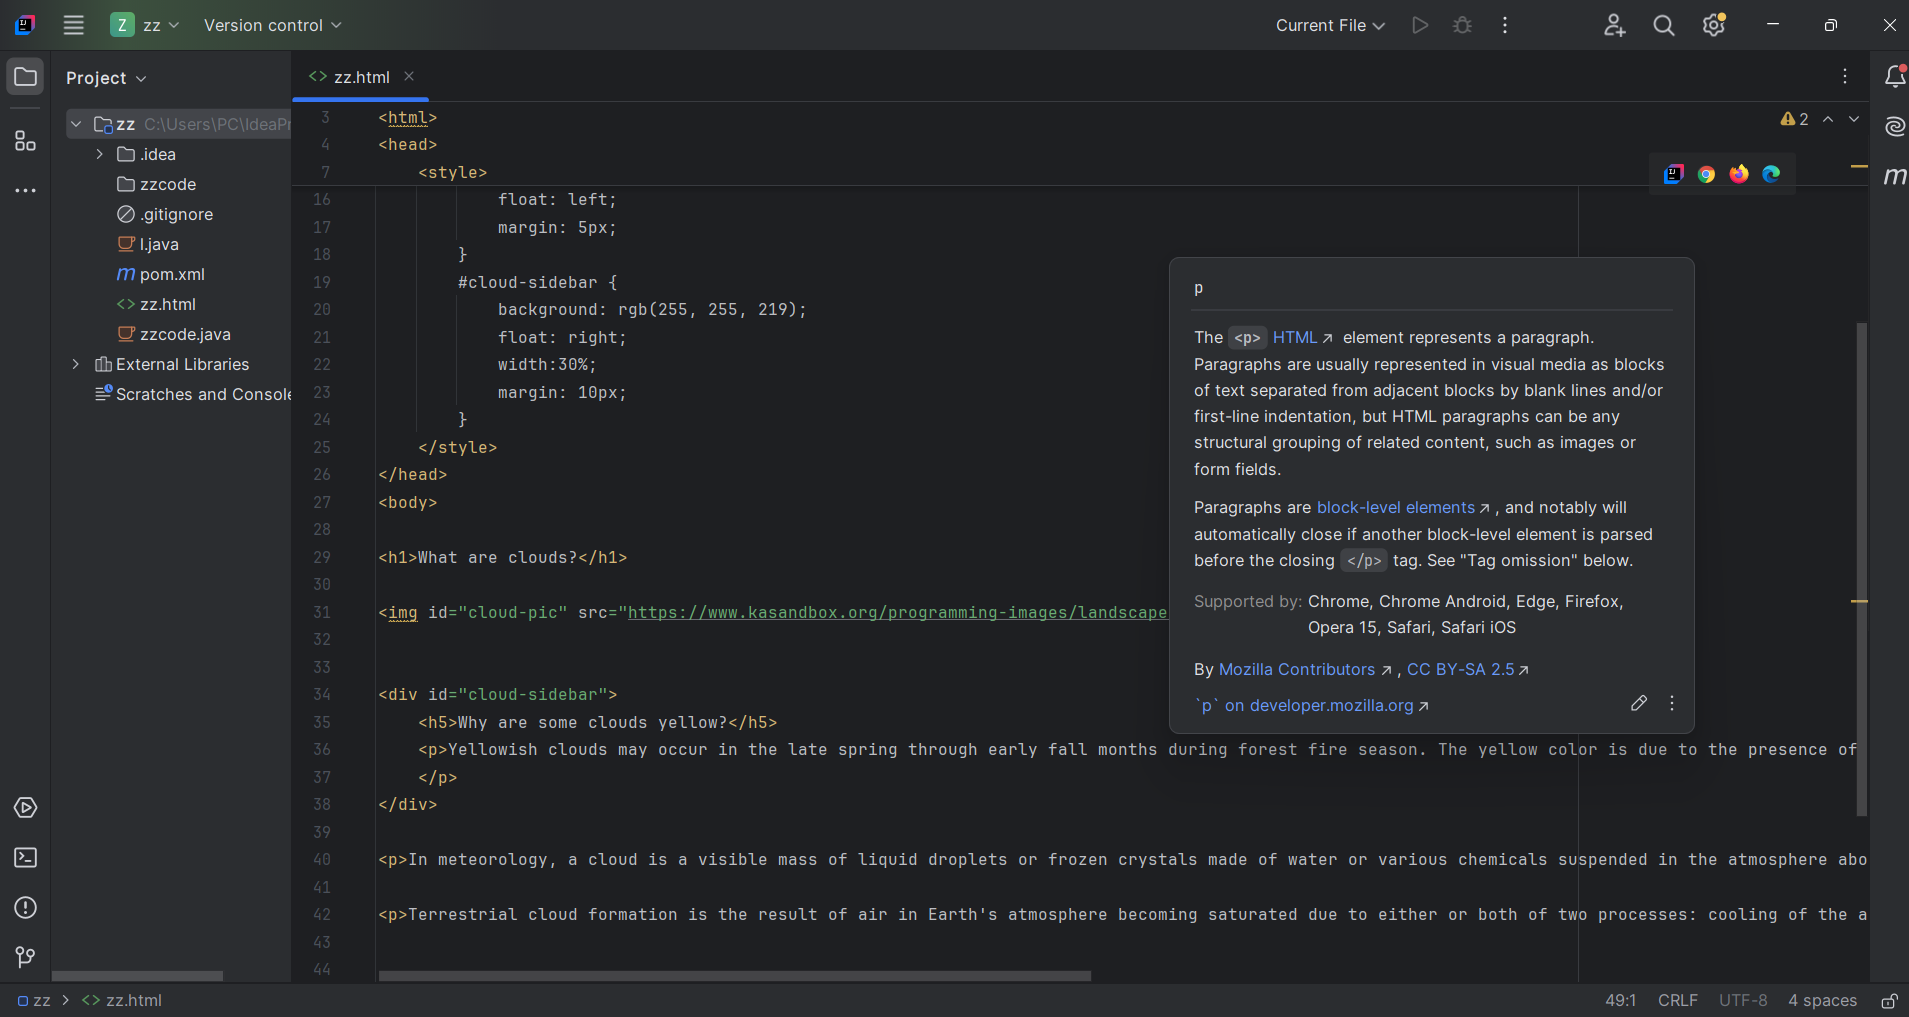 Z zz Version control Current File
Project
zz.html
zz C:\Users\PC\IdeaPr
.idea
zzcode
.gitignore
I.java
m pom.xml
<> zz.html
zzcode.java
External Libraries
Scratches and Console
2
3 <html>
4 <head>
7 <style>
16 float: left;
17 margin: 5px;
18 }
19 #cloud-sidebar {
20 background: rgb(255, 255, 219);
21 float: right;
22 width:30%;
23 margin: 10px;
24 }
25 </style>
26 </head>
27 <body>
28
29 <h1>What are clouds?</h1>
30
31 <img id="cloud-pic" src="https://www.kasandbox.org/programming-images/landscape
32
33
34 <div id="cloud-sidebar">
35 <h5>Why are some clouds yellow?</h5>
36 <p>Yellowish clouds may occur in the late spring through early fall months during forest fire season. The yellow color is due to the presence of
37 </p>
38 </div>
39
40 <p>In meteorology, a cloud is a visible mass of liquid droplets or frozen crystals made of water or various chemicals suspended in the atmosphere abo
41
42 <p>Terrestrial cloud formation is the result of air in Earth's atmosphere becoming saturated due to either or both of two processes: cooling of the a
43
44
p
The <p> HTML element represents a paragraph.
Paragraphs are usually represented in visual media as blocks
of text separated from adjacent blocks by blank lines and/or
first-line indentation, but HTML paragraphs can be any
structural grouping of related content, such as images or
form fields.
Paragraphs are block-level elements , and notably will
automatically close if another block-level element is parsed
before the closing </p> tag. See "Tag omission" below.
Supported by: Chrome, Chrome Android, Edge, Firefox,
Opera 15, Safari, Safari iOS
By Mozilla Contributors , CC BY-SA 2.5
`p` on developer.mozilla.org
m
zz > <> zz.html 49:1 CRLF UTF-8 4 spaces